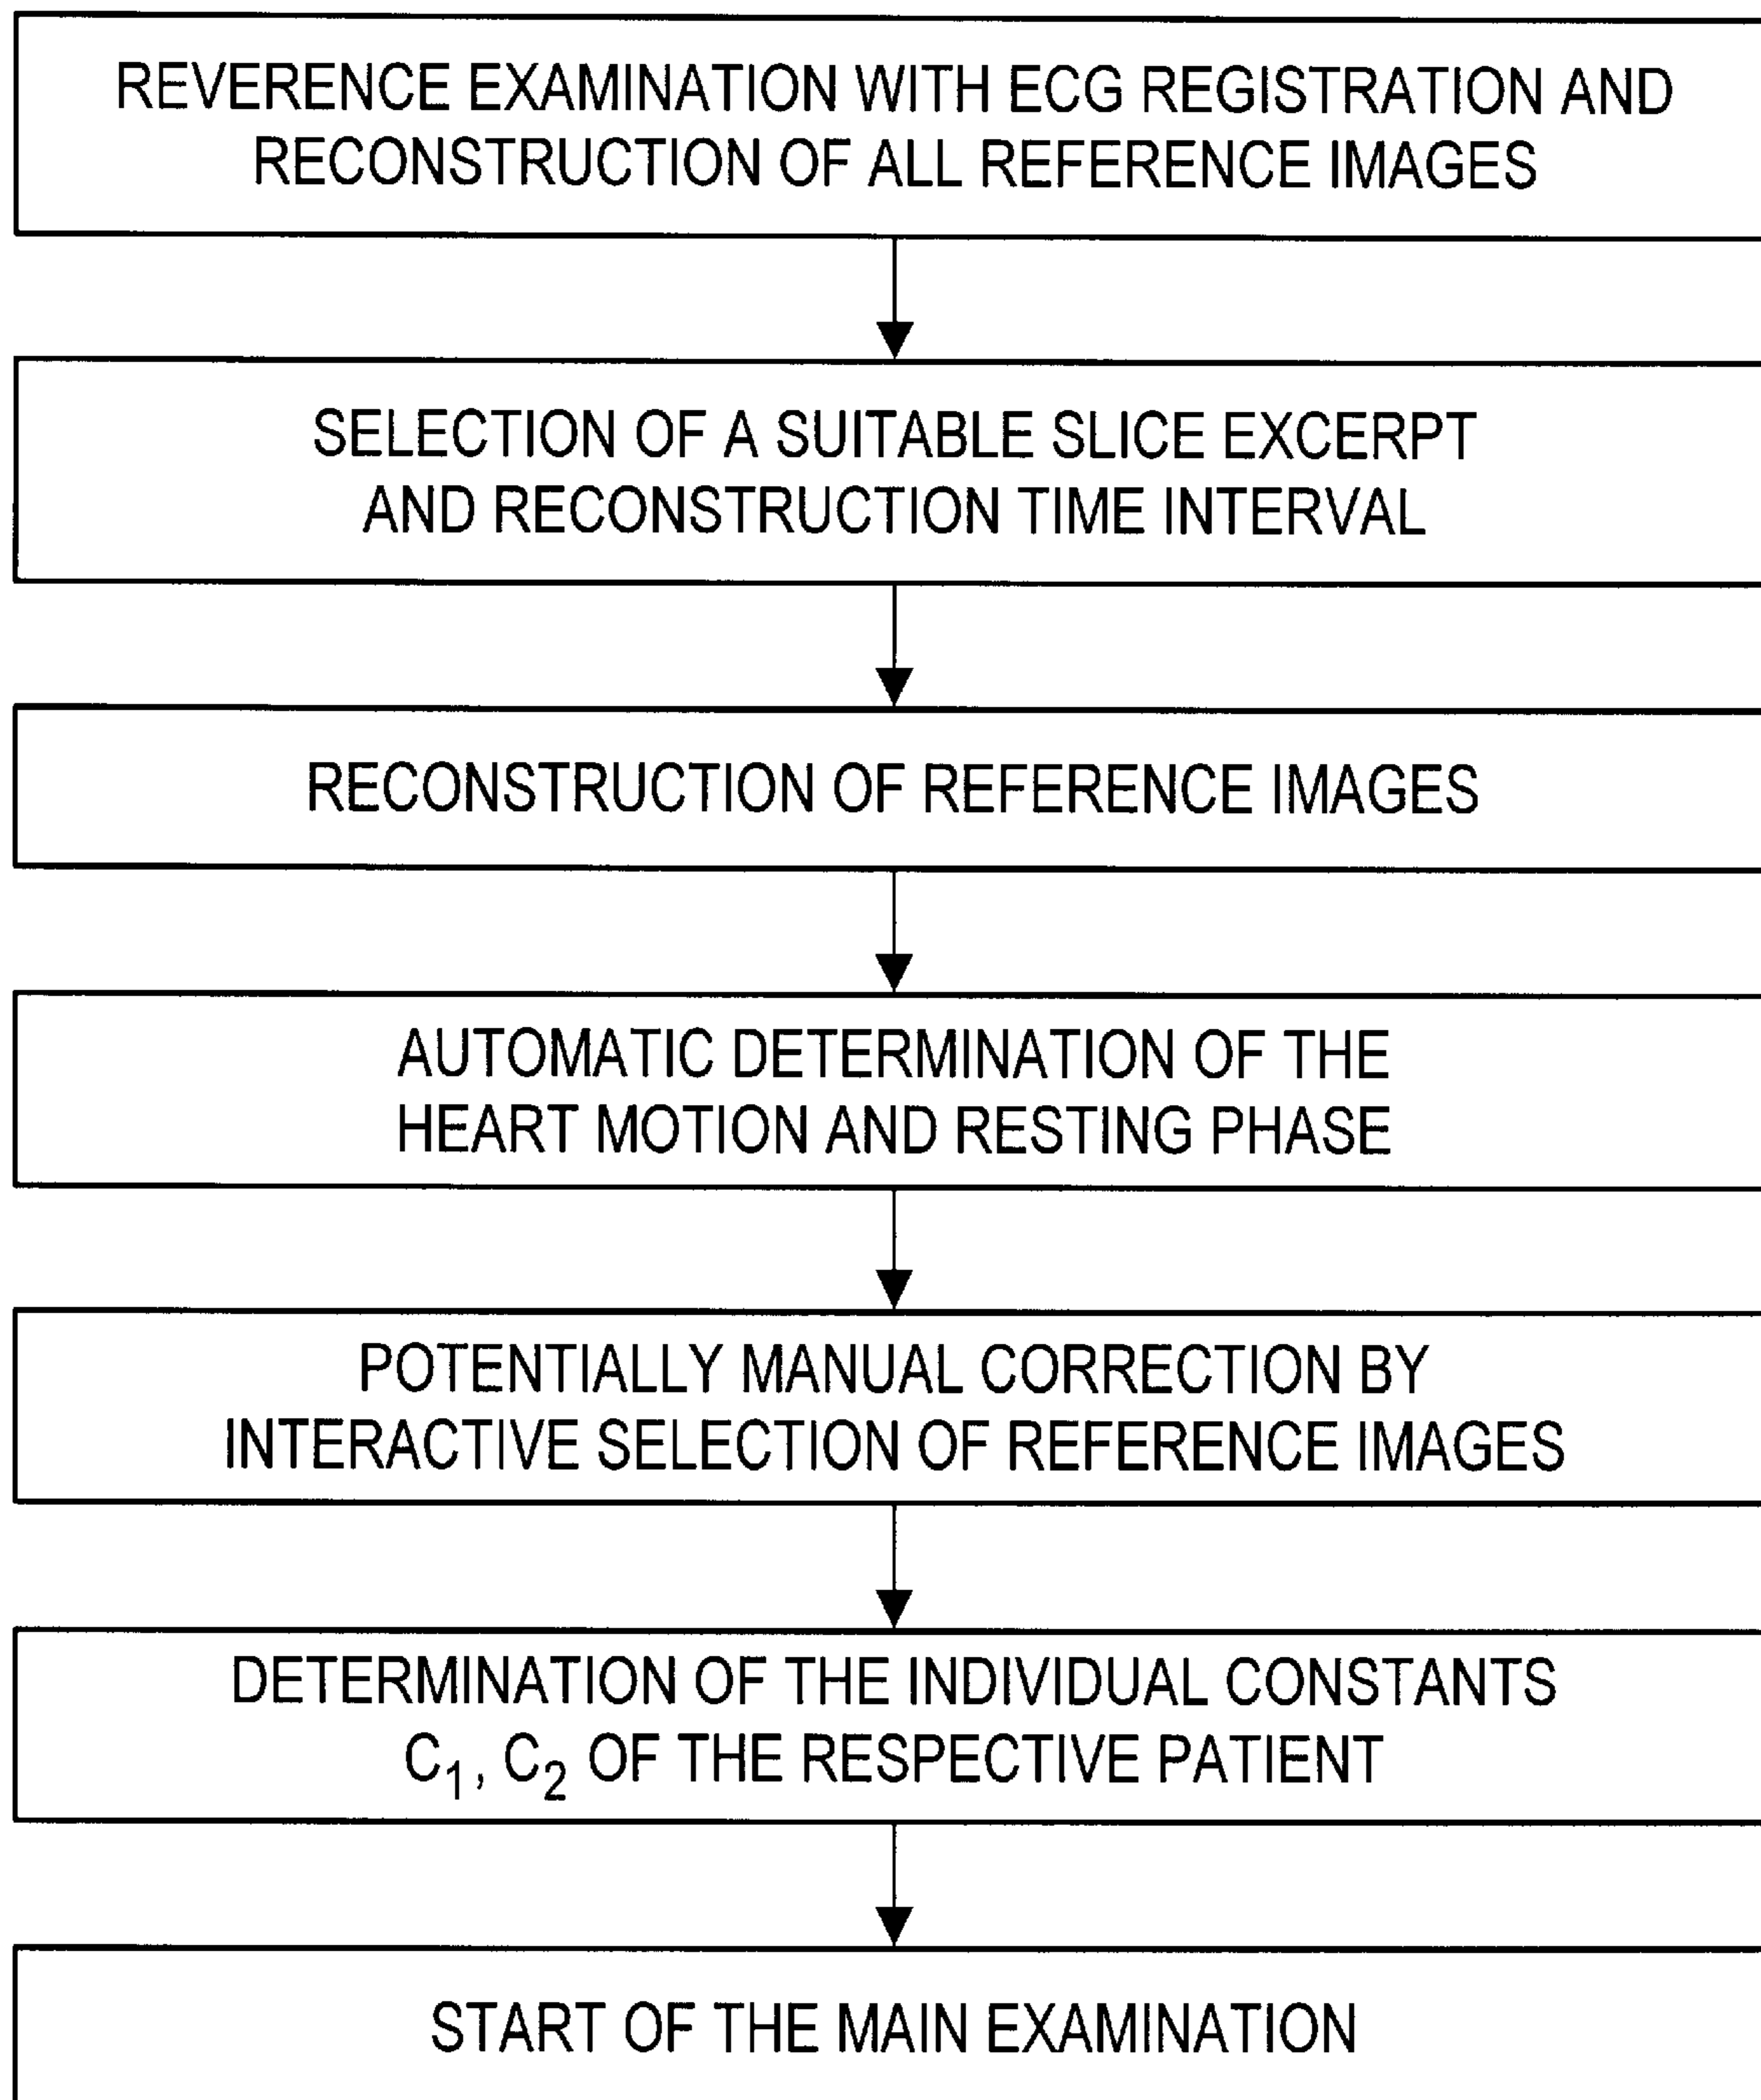 REVERENCE EXAMINATION WITH ECG REGISTRATION AND
RECONSTRUCTION OF ALL REFERENCE IMAGES
SELECTION OF A SUITABLE SLICE EXCERPT
AND RECONSTRUCTION TIME INTERVAL
RECONSTRUCTION OF REFERENCE IMAGES
AUTOMATIC DETERMINATION OF THE
HEART MOTION AND RESTING PHASE
POTENTIALLY MANUAL CORRECTION BY
INTERACTIVE SELECTION OF REFERENCE IMAGES
DETERMINATION OF THE INDIVIDUAL CONSTANTS
C₁, C₂ OF THE RESPECTIVE PATIENT
START OF THE MAIN EXAMINATION